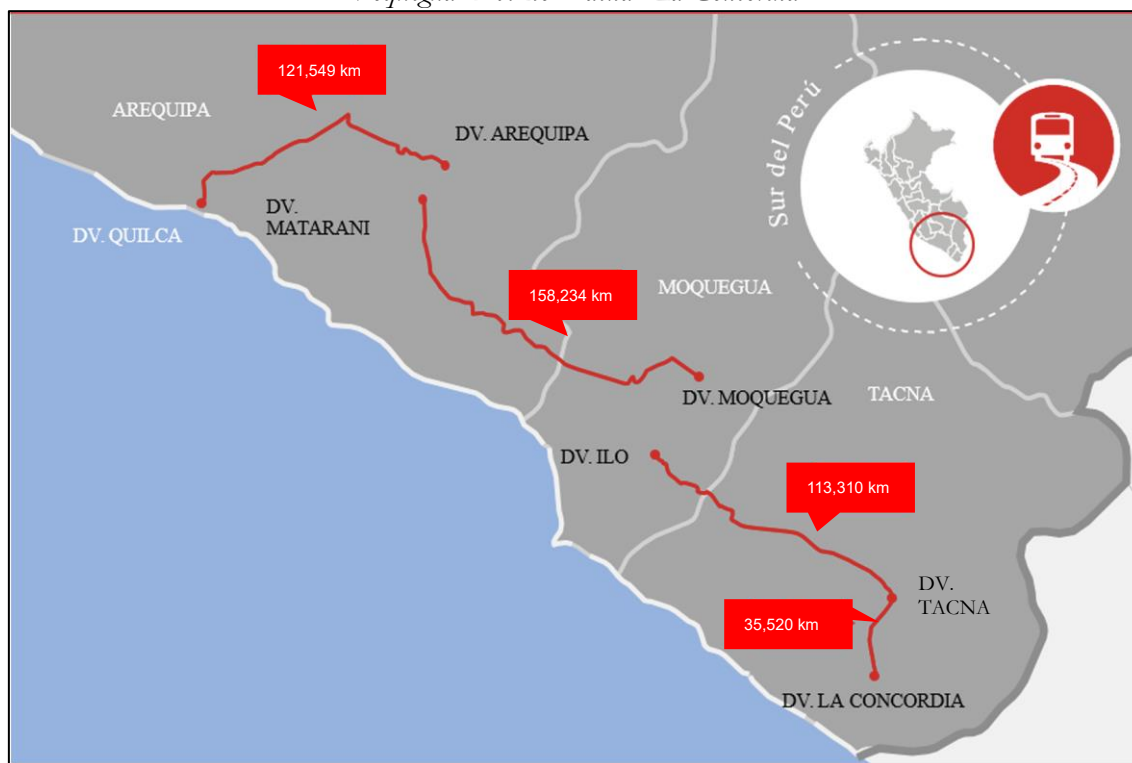 121,549 km
AREQUIPA
DV. AREQUIPA
DV.
MATARANI
DV. QUILCA
Sur del Perú
158,234 km
MOQUEGUA
DV. MOQUEGUA
TACNA
DV. ILO
113,310 km
DV.
TACNA
35,520 km
DV. LA CONCORDIA